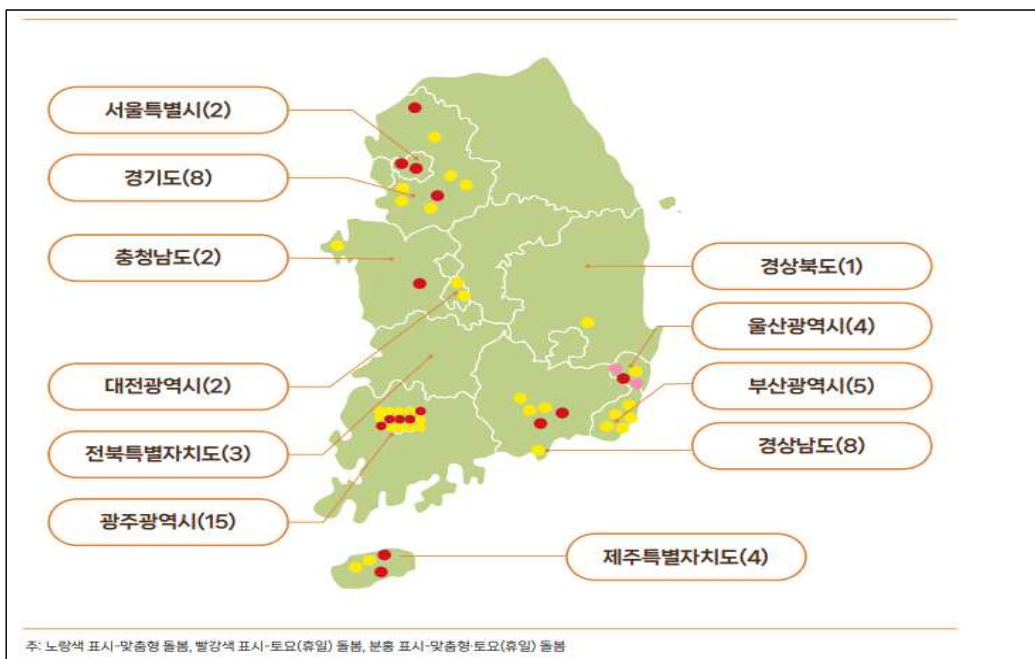 서울특별시(2)
경기도(8)
충청남도(2)
대전광역시(2)
전북특별자치도(3)
광주광역시(15)
경상북도(1)
울산광역시(4)
부산광역시(5)
경상남도(8)
제주특별자치도(4)
주: 노랑색 표시-맞춤형 돌봄, 빨강색 표시-토요(휴일) 돌봄, 분홍 표시-맞춤형·토요(휴일) 돌봄